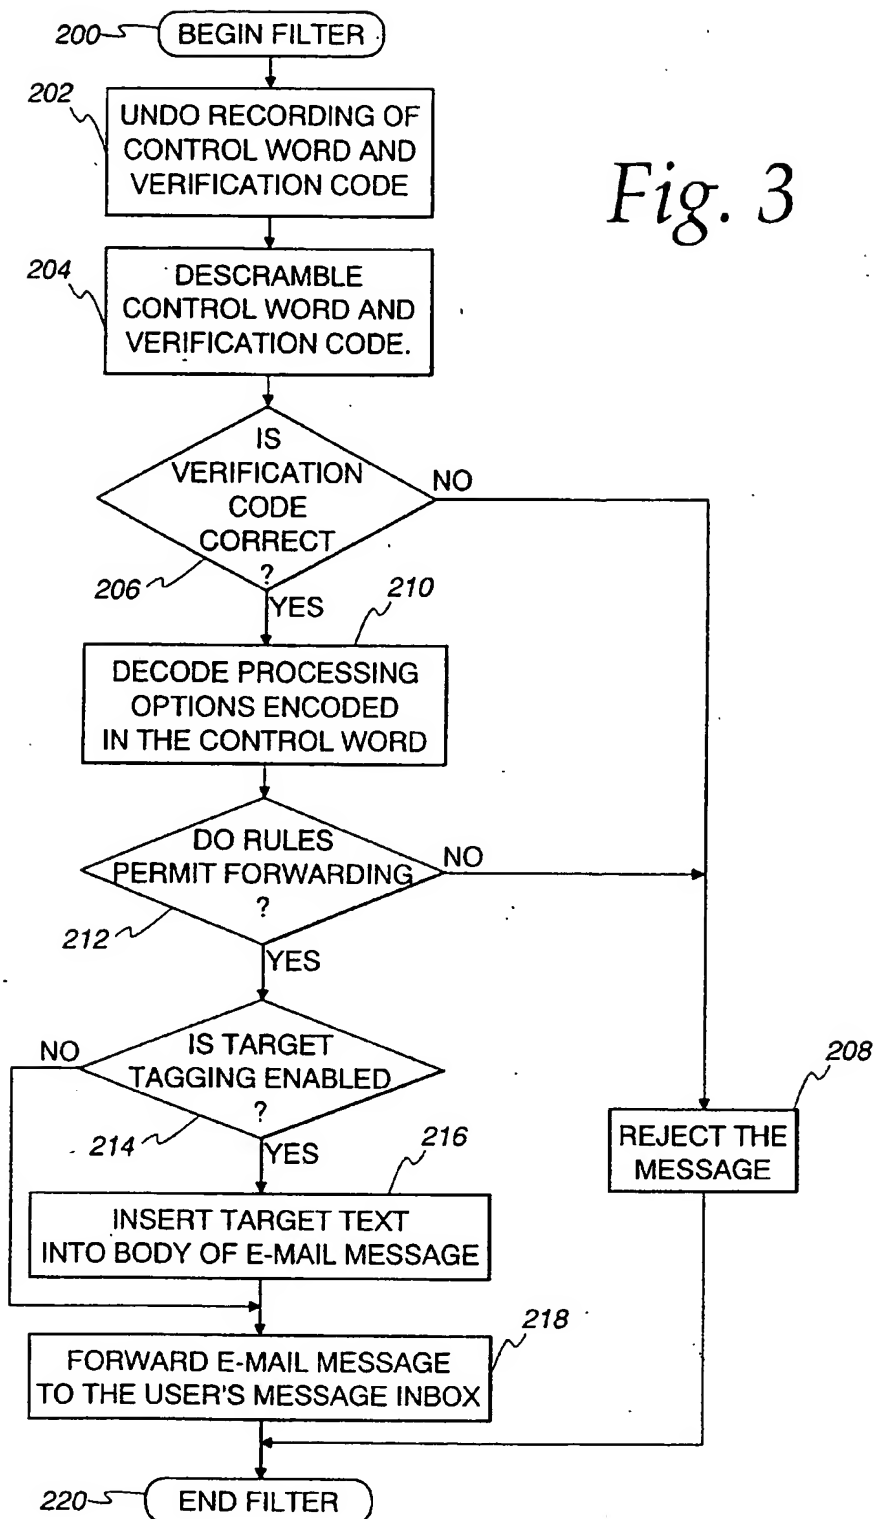 200
BEGIN FILTER
202
UNDO RECORDING OF
CONTROL WORD AND
VERIFICATION CODE
Fig. 3
204
DESCRAMBLE
CONTROL WORD AND
VERIFICATION CODE.
IS
VERIFICATION
CODE
CORRECT
?
NO
206
YES
210
DECODE PROCESSING
OPTIONS ENCODED
IN THE CONTROL WORD
DO RULES
PERMIT FORWARDING
?
NO
212
YES
NO
IS TARGET
TAGGING ENABLED
?
208
214
YES
216
REJECT THE
MESSAGE
INSERT TARGET TEXT
INTO BODY OF E-MAIL MESSAGE
218
FORWARD E-MAIL MESSAGE
TO THE USER'S MESSAGE INBOX
220
END FILTER